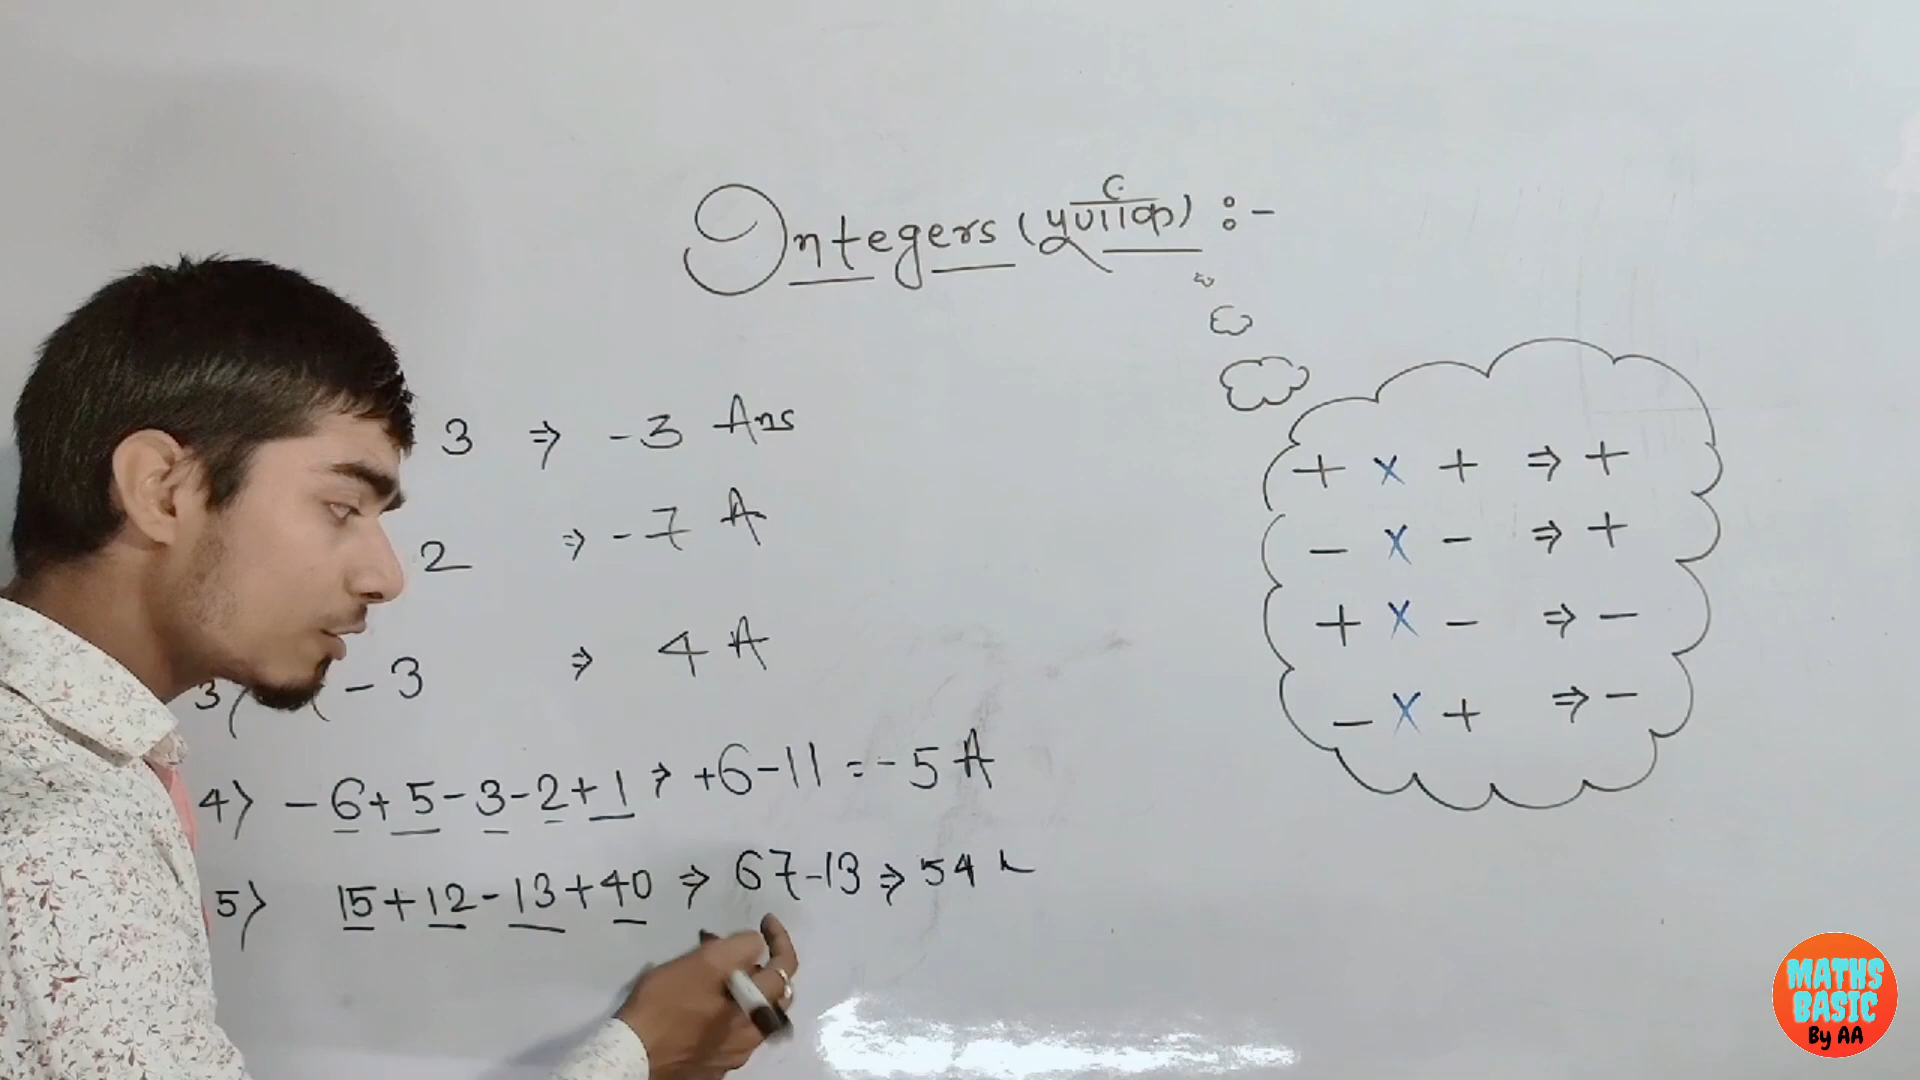 Integers (पूर्णांक) :-
3 ⇒ -3 Ans
2 ⇒ -7 A
3) -3 ⇒ 4 A
4) -6+5-3-2+1 ⇒ +6-11 = -5 A
5) 15+12-13+40 ⇒ 67-13 ⇒ 54
+ x + ⇒ +
- x - ⇒ +
+ x - ⇒ -
- x + ⇒ -
MATHS
BASIC
By AA